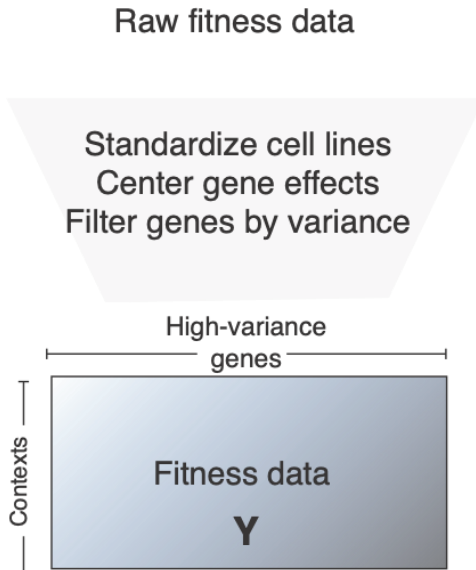 Raw fitness data
Standardize cell lines
Center gene effects
Filter genes by variance
High-variance
genes
Contexts
Fitness data
Y